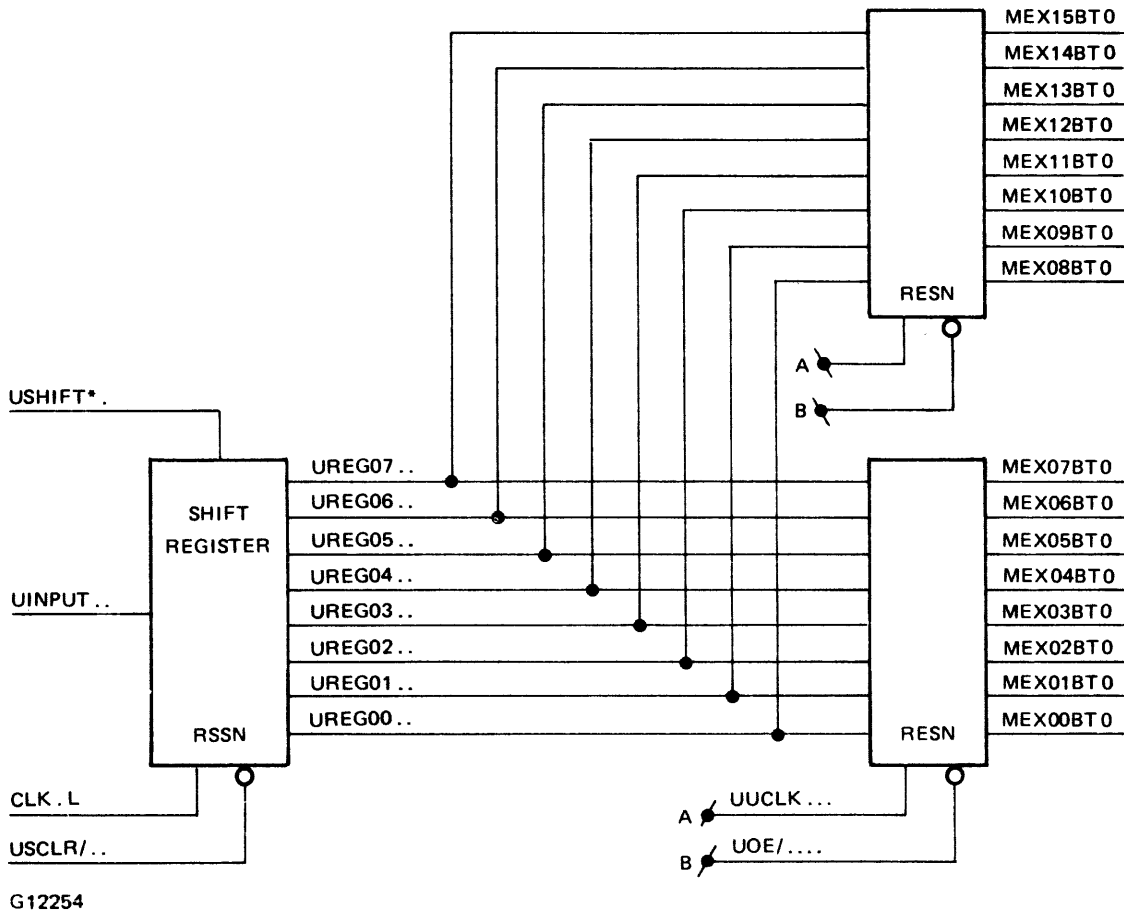 MEX15BT0
MEX14BT0
MEX13BT0
MEX12BT0
MEX11BT0
MEX10BT0
MEX09BT0
MEX08BT0
RESN
A
B
USHIFT*.
SHIFT
REGISTER
UINPUT..
RSSN
CLK.L
USCLR/..
UREG07..
UREG06..
UREG05..
UREG04..
UREG03..
UREG02..
UREG01..
UREG00..
MEX07BT0
MEX06BT0
MEX05BT0
MEX04BT0
MEX03BT0
MEX02BT0
MEX01BT0
MEX00BT0
RESN
A UUCLK...
B UOE/....
G12254